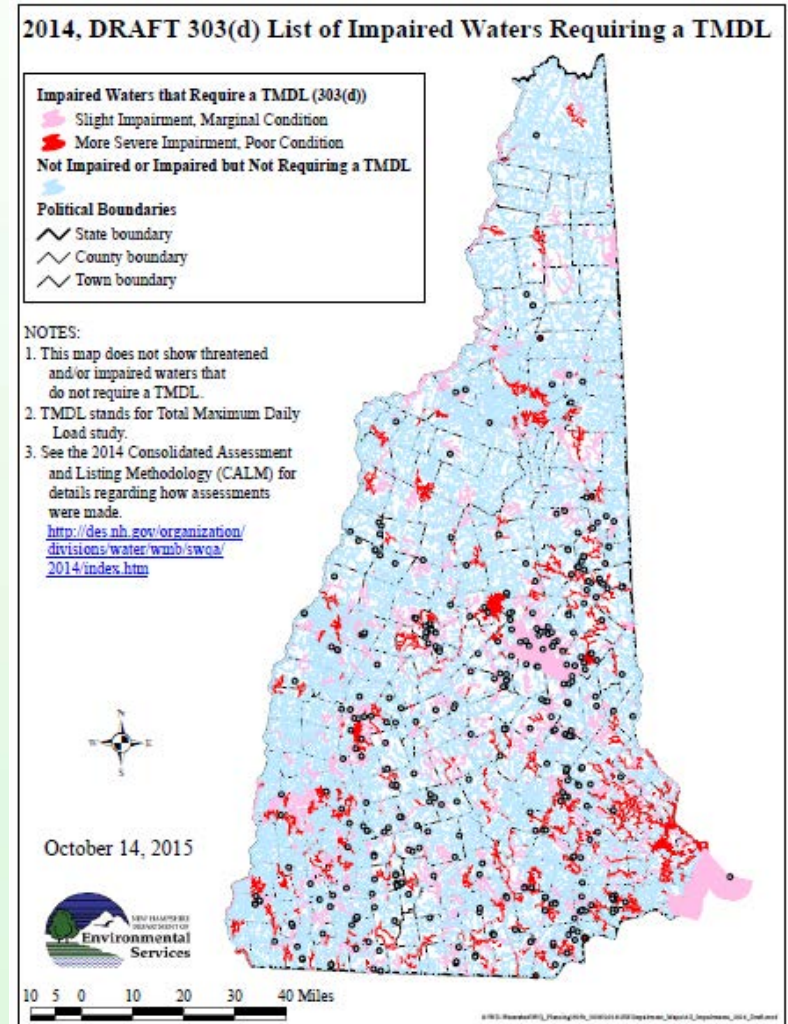 2014, DRAFT 303(d) List of Impaired Waters Requiring a TMDL
Impaired Waters that Require a TMDL (303(d))
Slight Impairment, Marginal Condition
More Severe Impairment, Poor Condition
Not Impaired or Impaired but Not Requiring a TMDL
Political Boundaries
State boundary
County boundary
Town boundary
NOTES:
1. This map does not show threatened
and/or impaired waters that
do not require a TMDL.
2. TMDL stands for Total Maximum Daily
Load study.
3. See the 2014 Consolidated Assessment
and Listing Methodology (CALM) for
details regarding how assessments
were made.
http://des.nh.gov/organization/
divisions/water/wmb/swqa/
2014/index.htm
N
W E
S
October 14, 2015
NEW HAMPSHIRE
DEPARTMENT OF
Environmental
Services
10 5 0 10 20 30 40 Miles